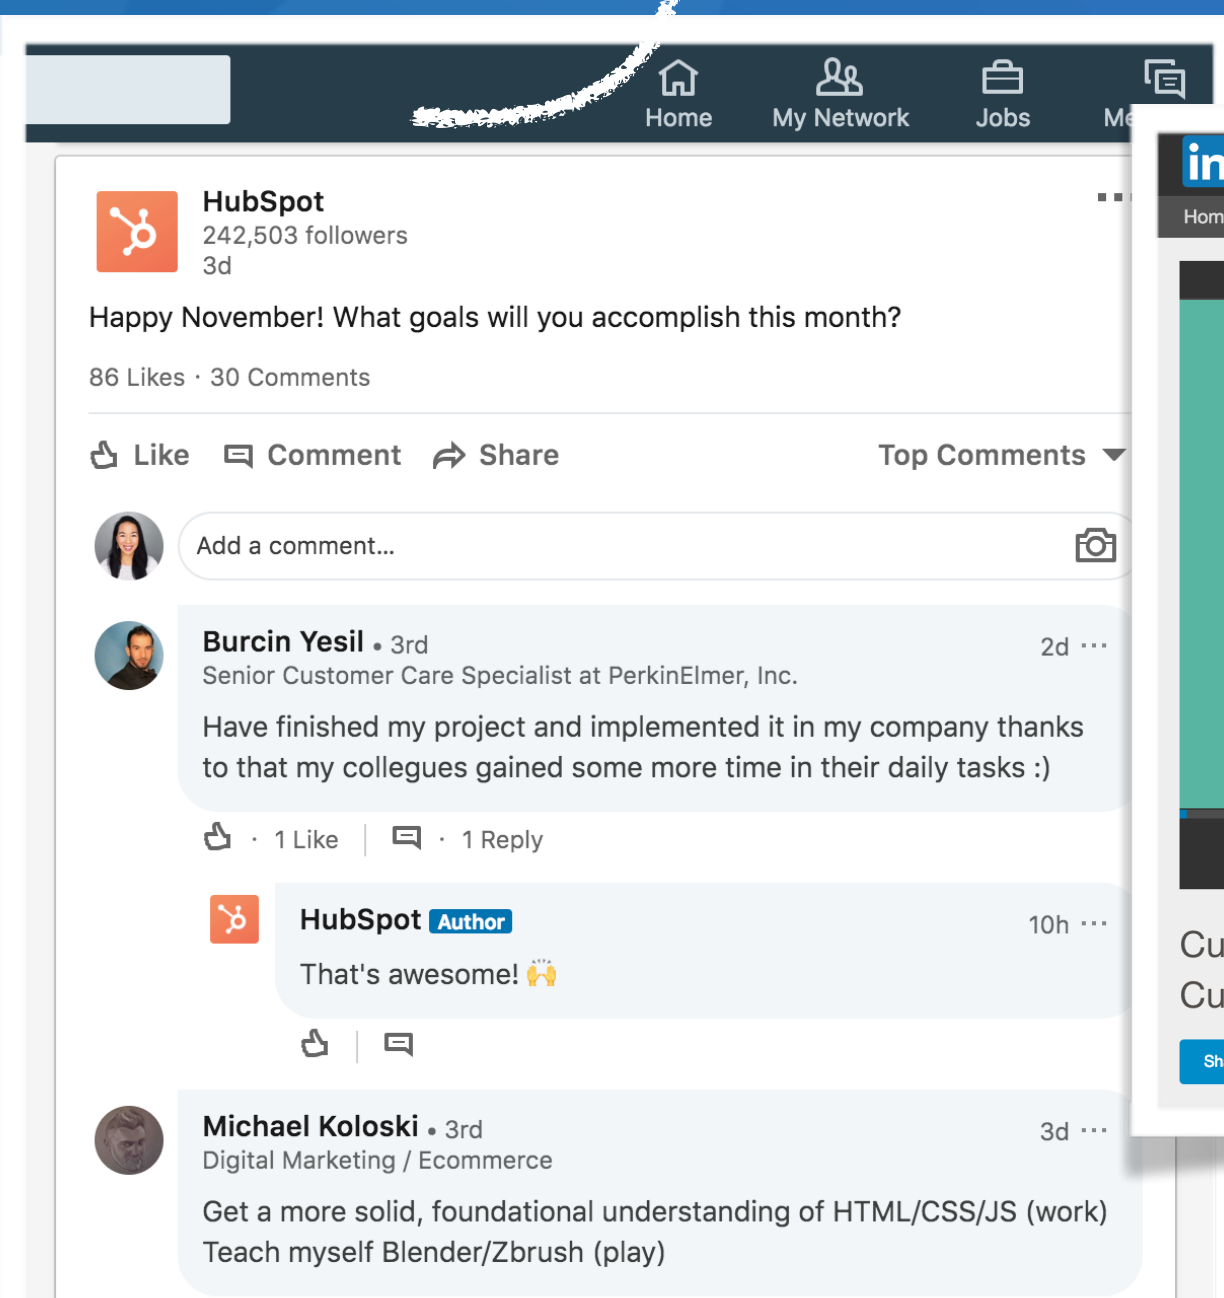 Home
My Network
Jobs
HubSpot
242,503 followers
3d
Happy November! What goals will you accomplish this month?
86 Likes · 30 Comments
Like
Comment
Share
Top Comments
Add a comment...
Burcin Yesil • 3rd
2d
Senior Customer Care Specialist at PerkinElmer, Inc.
Have finished my project and implemented it in my company thanks
to that my collegues gained some more time in their daily tasks :)
· 1 Like
· 1 Reply
HubSpot Author
10h
That's awesome! 🙌
Michael Koloski • 3rd
3d
Digital Marketing / Ecommerce
Get a more solid, foundational understanding of HTML/CSS/JS (work)
Teach myself Blender/Zbrush (play)
in